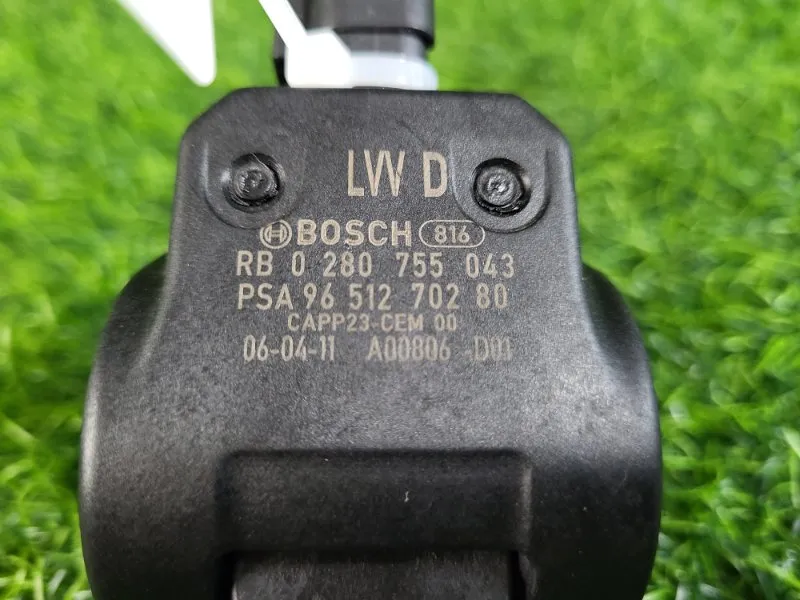 LW D
BOSCH 816
RB 0 280 755 043
PSA 96 512 702 80
CAPP23-CEM 00
06-04-11 A00806 -D01